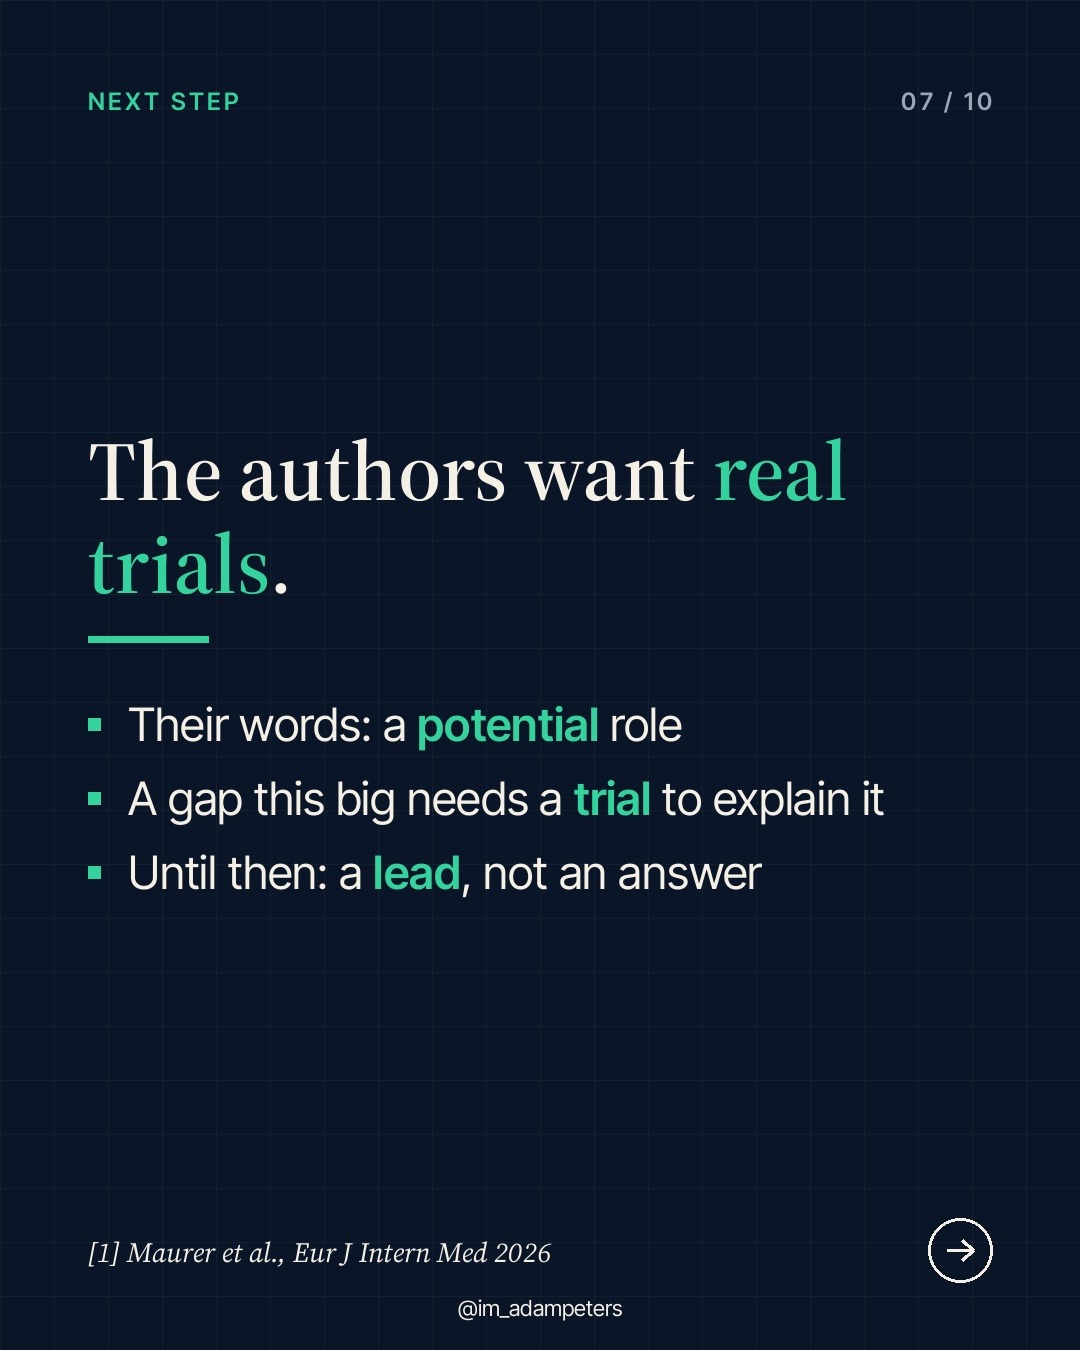 NEXT STEP
07 / 10
The authors want real
trials.
Their words: a potential role
A gap this big needs a trial to explain it
Until then: a lead, not an answer
[1] Maurer et al., Eur J Intern Med 2026
@im_adampeters